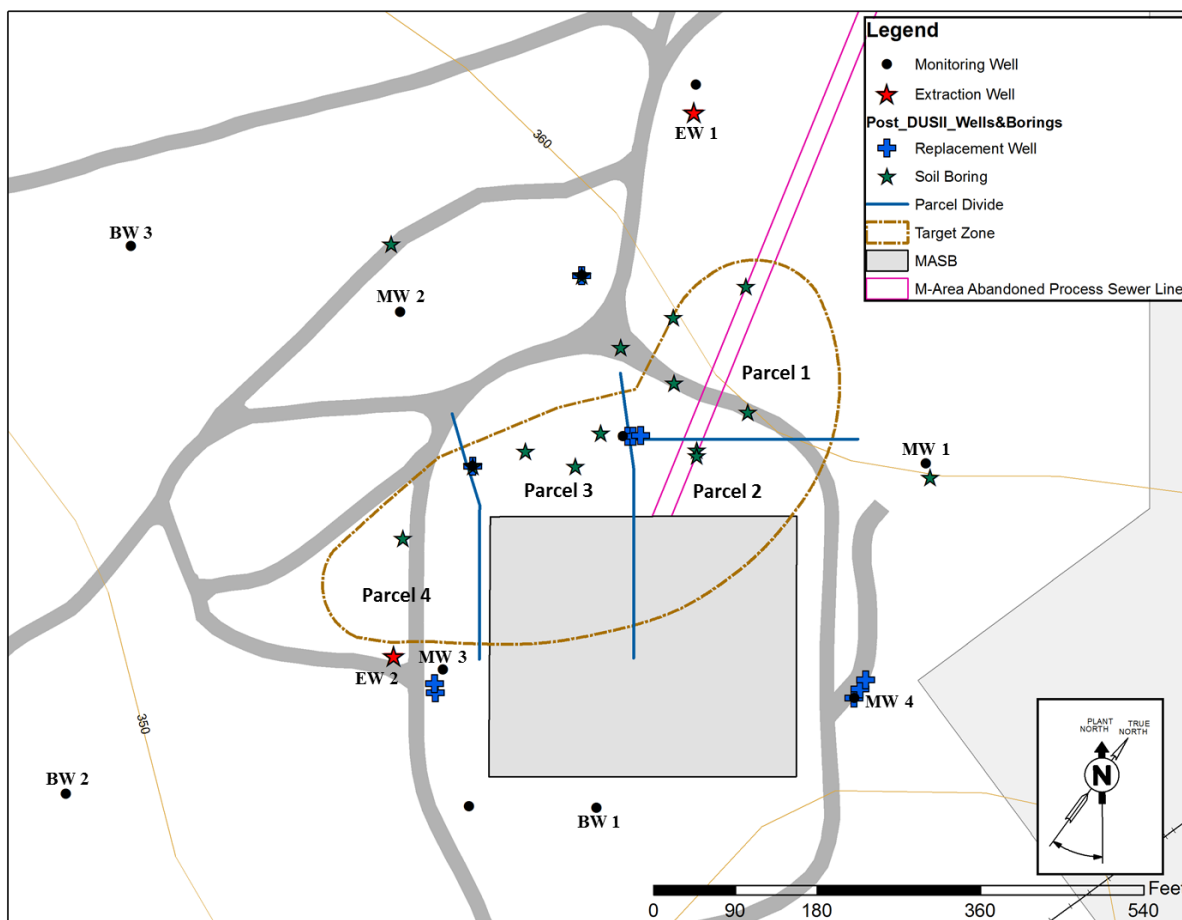 Legend
Monitoring Well
Extraction Well
Post_DUSII_Wells&Borings
Replacement Well
Soil Boring
Parcel Divide
Target Zone
MASB
M-Area Abandoned Process Sewer Line
EW 1
360
BW 3
MW 2
Parcel 1
MW 1
Parcel 3
Parcel 2
Parcel 4
MW 3
EW 2
MW 4
350
BW 2
BW 1
PLANT
NORTH
TRUE
NORTH
N
Feet
0 90 180 360 540